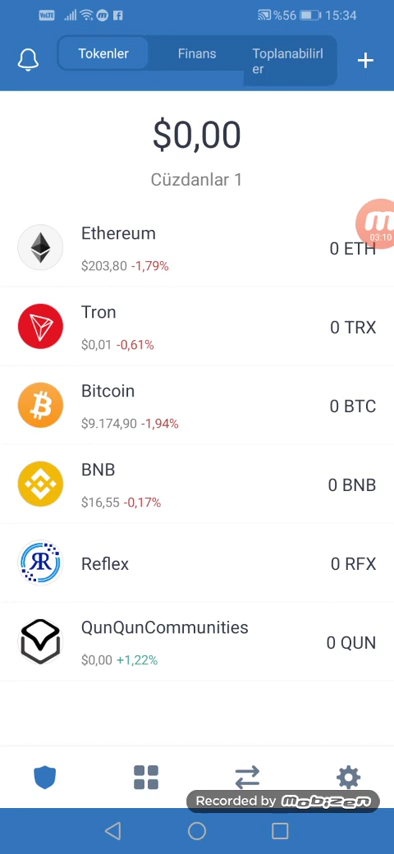 VoLTE %56 15:34
Tokenler Finans Toplanabilirl
er
$0,00
Cüzdanlar 1
Ethereum
0 ETH
$203,80 -1,79%
03:10
Tron
0 TRX
$0,01 -0,61%
Bitcoin
0 BTC
$9.174,90 -1,94%
BNB
0 BNB
$16,55 -0,17%
Reflex
0 RFX
QunQunCommunities
0 QUN
$0,00 +1,22%
Recorded by mobizen